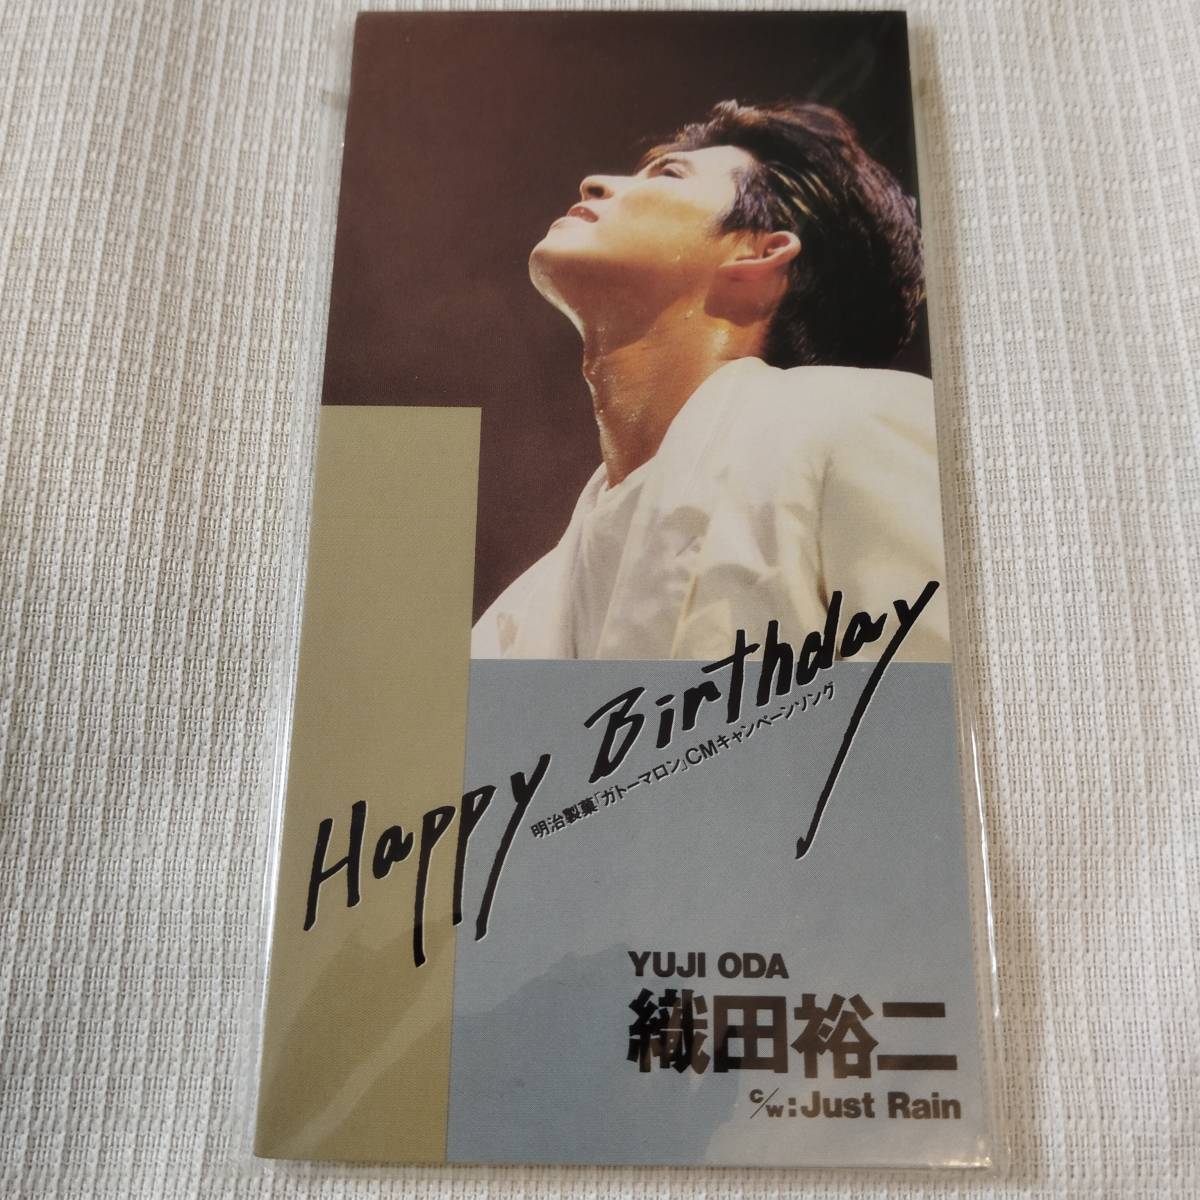 Happy Birthday
明治製菓「ガトーマロン」CMキャンペーンソング
YUJI ODA
織田裕二
c/w:Just Rain